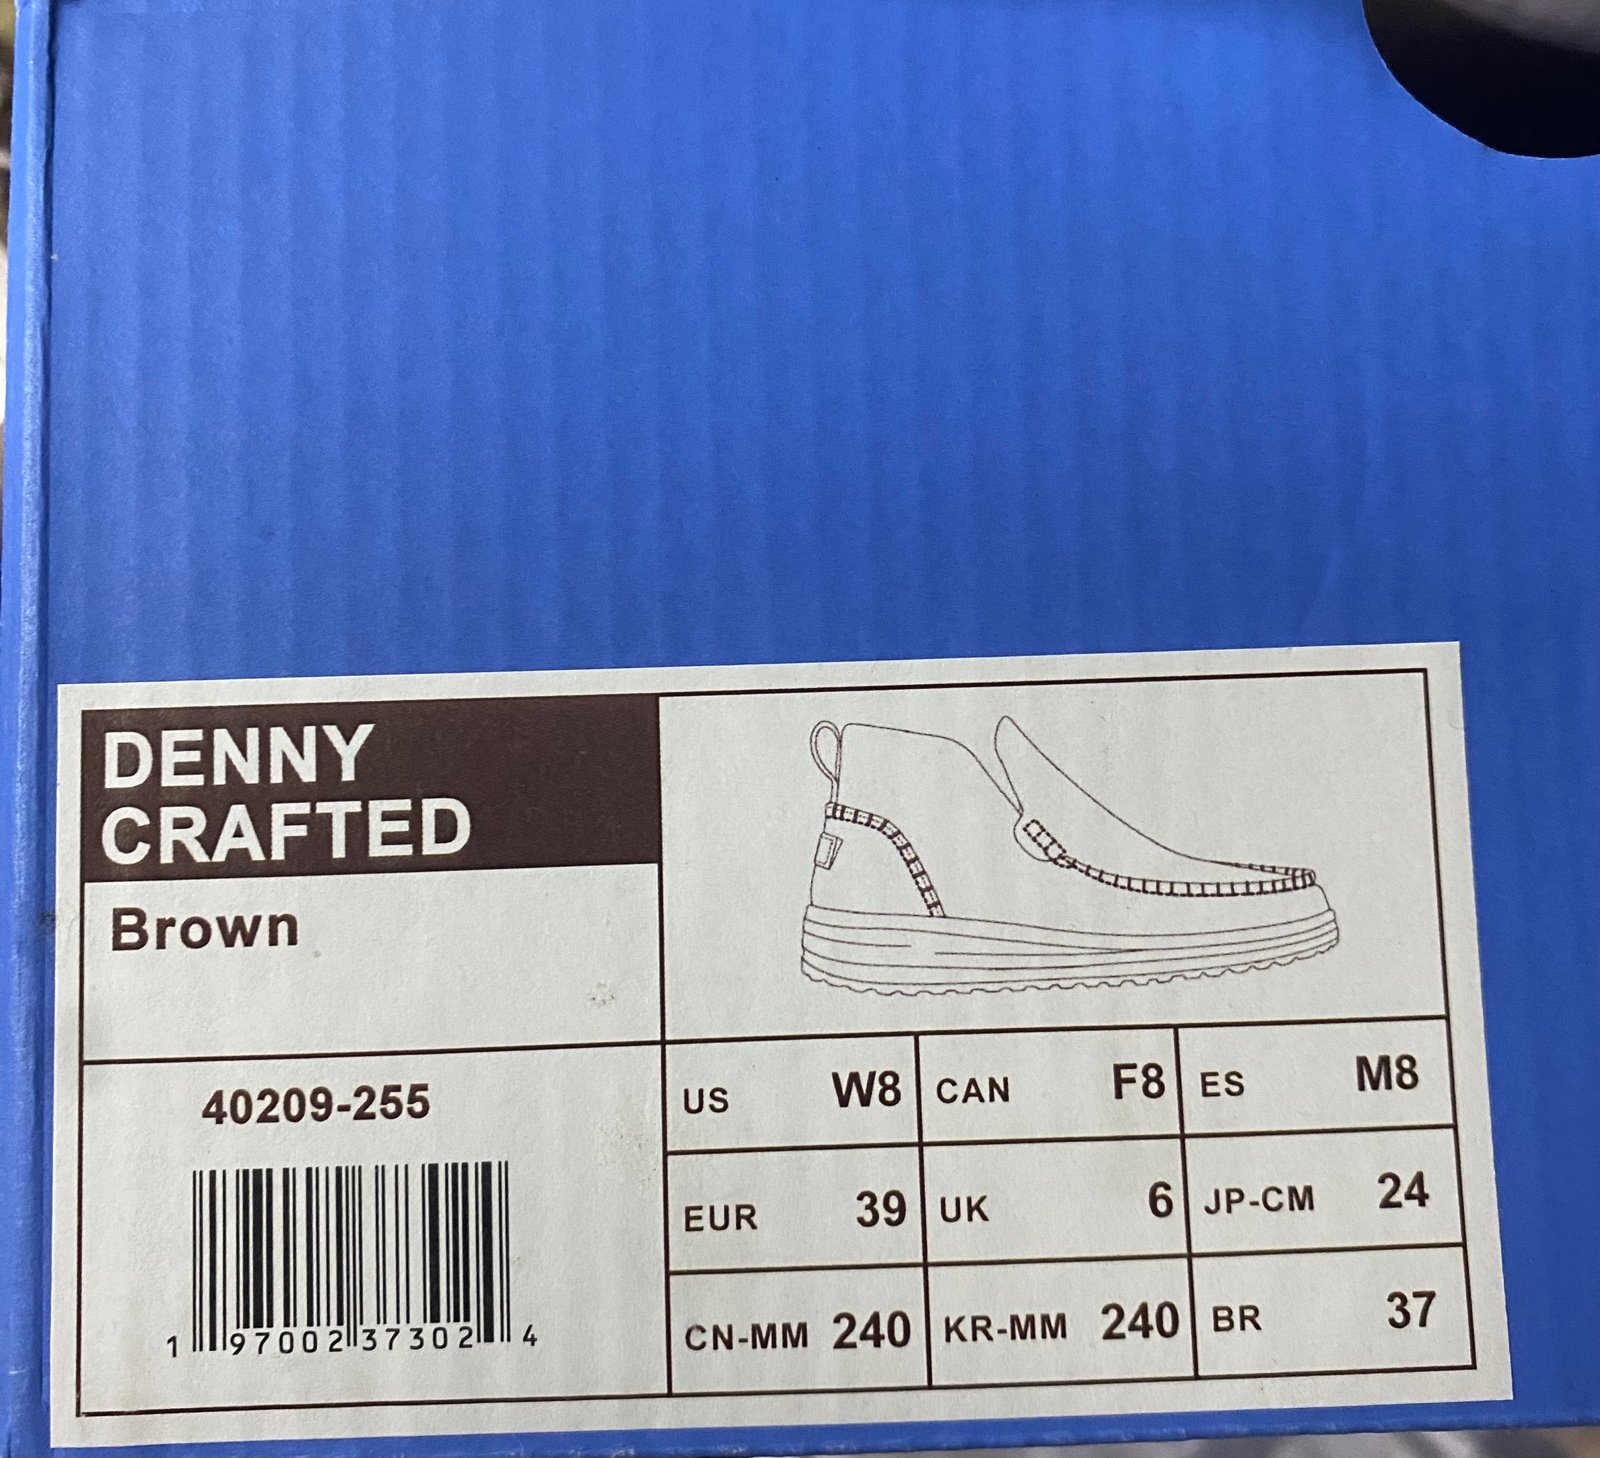 DENNY
CRAFTED
Brown
40209-255
1 97002 37302 4
US W8 CAN F8 ES M8
EUR 39 UK 6 JP-CM 24
CN-MM 240 KR-MM 240 BR 37